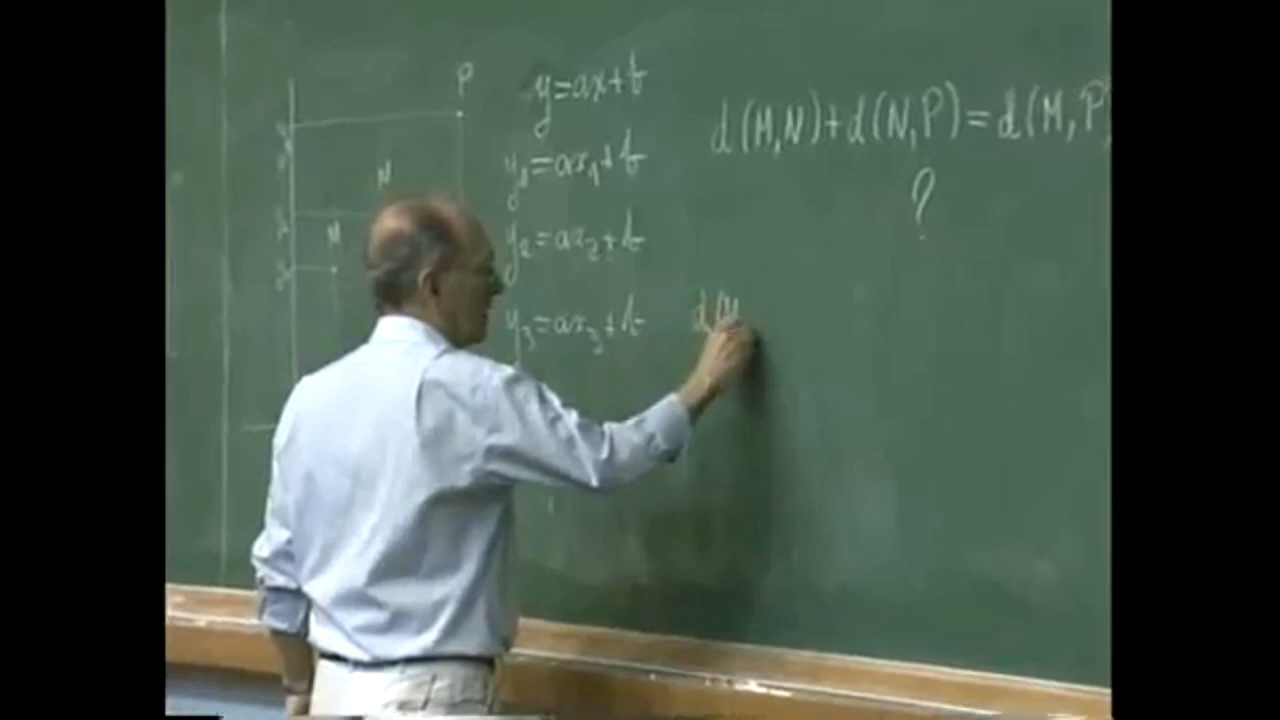 P
N
M
y=ax+b
y₁=ax₁+b
y₂=ax₂+b
y₃=ax₃+b
d(M,N)+d(N,P)=d(M,P)
?
d(M